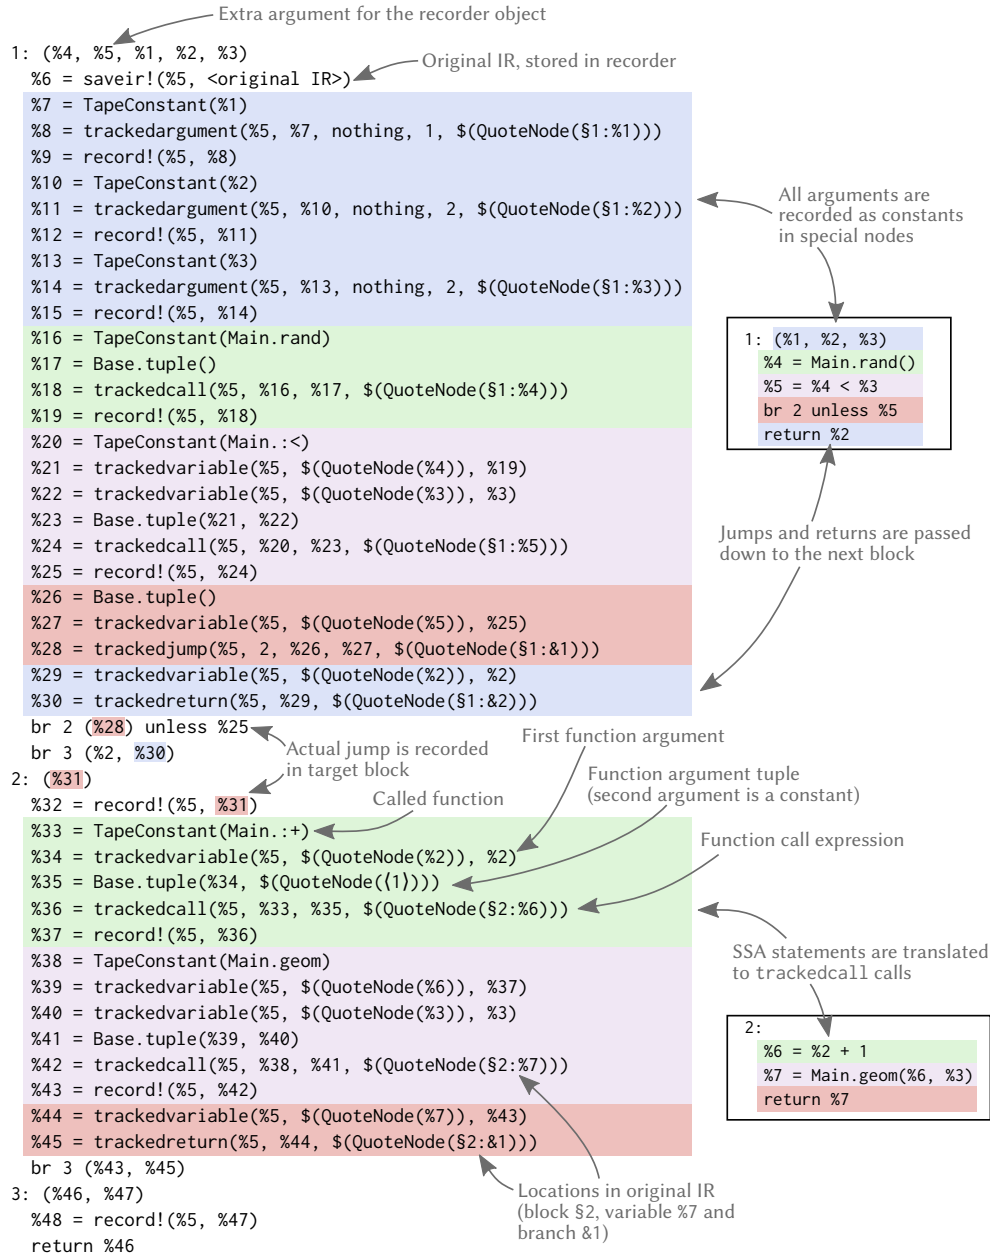 Extra argument for the recorder object
1: (%4, %5, %1, %2, %3)
Original IR, stored in recorder
%6 = saveir!(%5, <original IR>)
%7 = TapeConstant(%1)
%8 = trackedargument(%5, %7, nothing, 1, $(QuoteNode(§1:%1)))
%9 = record!(%5, %8)
%10 = TapeConstant(%2)
%11 = trackedargument(%5, %10, nothing, 2, $(QuoteNode(§1:%2)))
%12 = record!(%5, %11)
%13 = TapeConstant(%3)
%14 = trackedargument(%5, %13, nothing, 2, $(QuoteNode(§1:%3)))
%15 = record!(%5, %14)
%16 = TapeConstant(Main.rand)
%17 = Base.tuple()
%18 = trackedcall(%5, %16, %17, $(QuoteNode(§1:%4)))
%19 = record!(%5, %18)
%20 = TapeConstant(Main.:<)
%21 = trackedvariable(%5, $(QuoteNode(%4)), %19)
%22 = trackedvariable(%5, $(QuoteNode(%3)), %3)
%23 = Base.tuple(%21, %22)
%24 = trackedcall(%5, %20, %23, $(QuoteNode(§1:%5)))
%25 = record!(%5, %24)
%26 = Base.tuple()
%27 = trackedvariable(%5, $(QuoteNode(%5)), %25)
%28 = trackedjump(%5, 2, %26, %27, $(QuoteNode(§1:&1)))
%29 = trackedvariable(%5, $(QuoteNode(%2)), %2)
%30 = trackedreturn(%5, %29, $(QuoteNode(§1:&2)))
br 2 (%28) unless %25
br 3 (%2, %30)
2: (%31)
%32 = record!(%5, %31)
%33 = TapeConstant(Main.:+)
%34 = trackedvariable(%5, $(QuoteNode(%2)), %2)
%35 = Base.tuple(%34, $(QuoteNode(⟨1⟩)))
%36 = trackedcall(%5, %33, %35, $(QuoteNode(§2:%6)))
%37 = record!(%5, %36)
%38 = TapeConstant(Main.geom)
%39 = trackedvariable(%5, $(QuoteNode(%6)), %37)
%40 = trackedvariable(%5, $(QuoteNode(%3)), %3)
%41 = Base.tuple(%39, %40)
%42 = trackedcall(%5, %38, %41, $(QuoteNode(§2:%7)))
%43 = record!(%5, %42)
%44 = trackedvariable(%5, $(QuoteNode(%7)), %43)
%45 = trackedreturn(%5, %44, $(QuoteNode(§2:&1)))
br 3 (%43, %45)
3: (%46, %47)
%48 = record!(%5, %47)
return %46
All arguments are
recorded as constants
in special nodes
1: (%1, %2, %3)
%4 = Main.rand()
%5 = %4 < %3
br 2 unless %5
return %2
Jumps and returns are passed
down to the next block
Actual jump is recorded
in target block
First function argument
Called function
Function argument tuple
(second argument is a constant)
Function call expression
SSA statements are translated
to trackedcall calls
2:
%6 = %2 + 1
%7 = Main.geom(%6, %3)
return %7
Locations in original IR
(block §2, variable %7 and
branch &1)